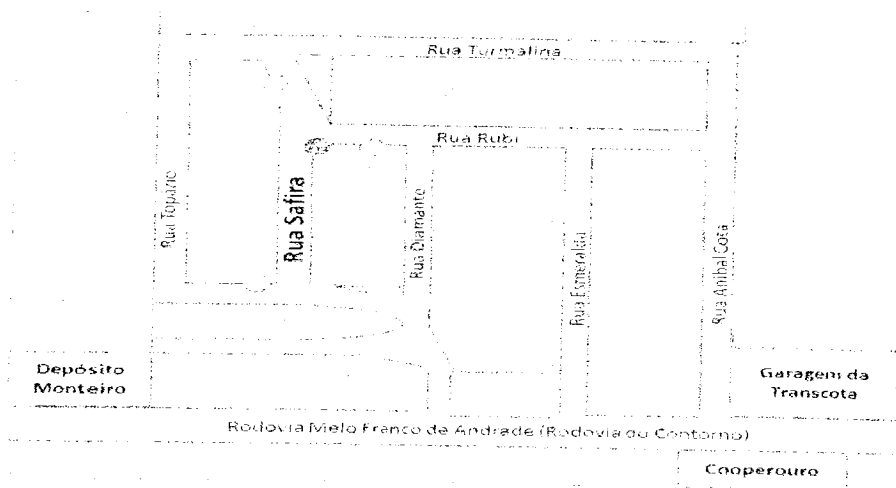 Rua Turmalina
Rua Rubi
Rua Topázio
Rua Safira
Rua Diamante
Rua Esmeralda
Rua Anibal Cota
Depósito
Monteiro
Garagem da
Transcota
Rodovia Melo Franco de Andrade (Rodovia do Contorno)
Cooperouro